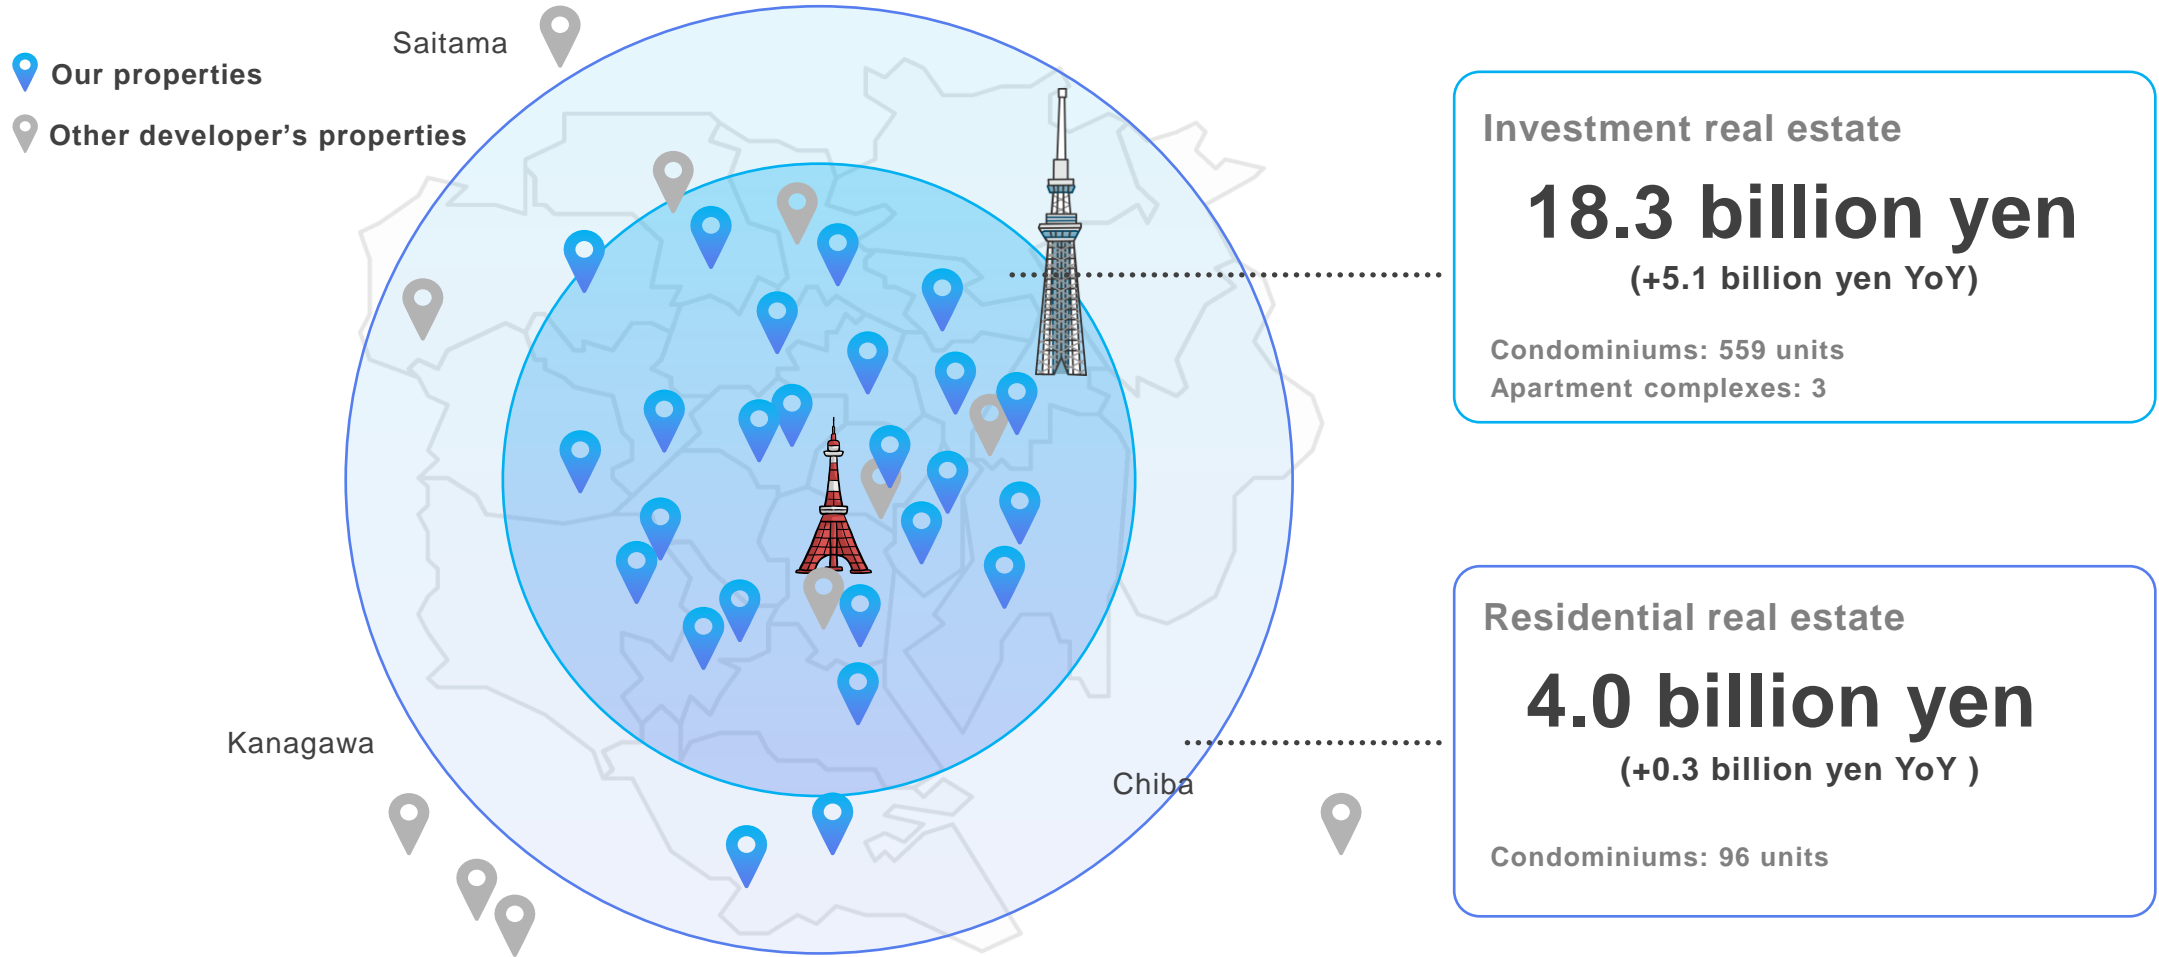 Saitama
Our properties
Other developer's properties
Kanagawa
Chiba
Investment real estate
18.3 billion yen
(+5.1 billion yen YoY)
Condominiums: 559 units
Apartment complexes: 3
Residential real estate
4.0 billion yen
(+0.3 billion yen YoY )
Condominiums: 96 units